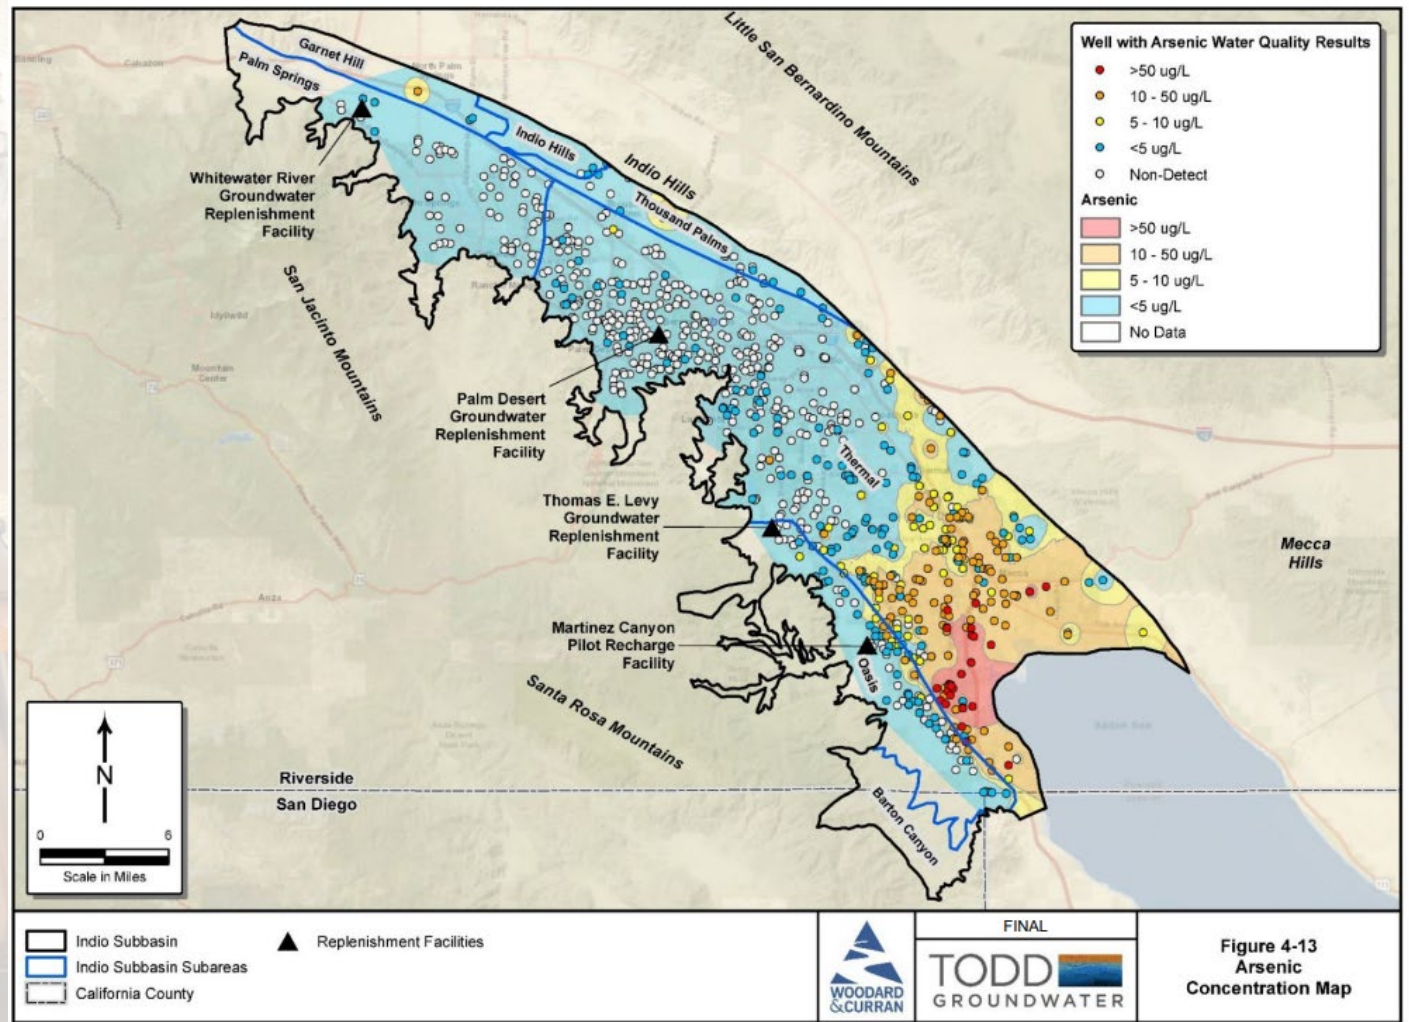 Little San Bernardino Mountains
Garnet Hill
Palm Springs
Indio Hills
Indio Hills
Thousand Palms
Whitewater River
Groundwater
Replenishment
Facility
San Jacinto Mountains
Idyllwild
Mountain
Center
Palm Desert
Groundwater
Replenishment
Facility
Thermal
Thomas E. Levy
Groundwater
Replenishment
Facility
Mecca
Hills
Mecca
Anza
Martinez Canyon
Pilot Recharge
Facility
Oasis
Santa Rosa Mountains
Barton Canyon
Riverside
San Diego
Well with Arsenic Water Quality Results
>50 ug/L
10 - 50 ug/L
5 - 10 ug/L
<5 ug/L
Non-Detect
Arsenic
>50 ug/L
10 - 50 ug/L
5 - 10 ug/L
<5 ug/L
No Data
N
0 6
Scale in Miles
Indio Subbasin
Indio Subbasin Subareas
California County
Replenishment Facilities
WOODARD
&CURRAN
FINAL
TODD
GROUNDWATER
Figure 4-13
Arsenic
Concentration Map